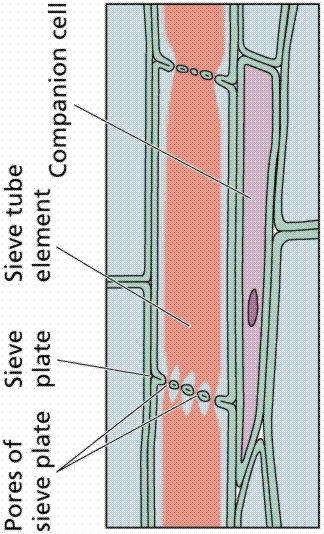 Companion cell
Sieve tube
element
Sieve
plate
Pores of
sieve plate